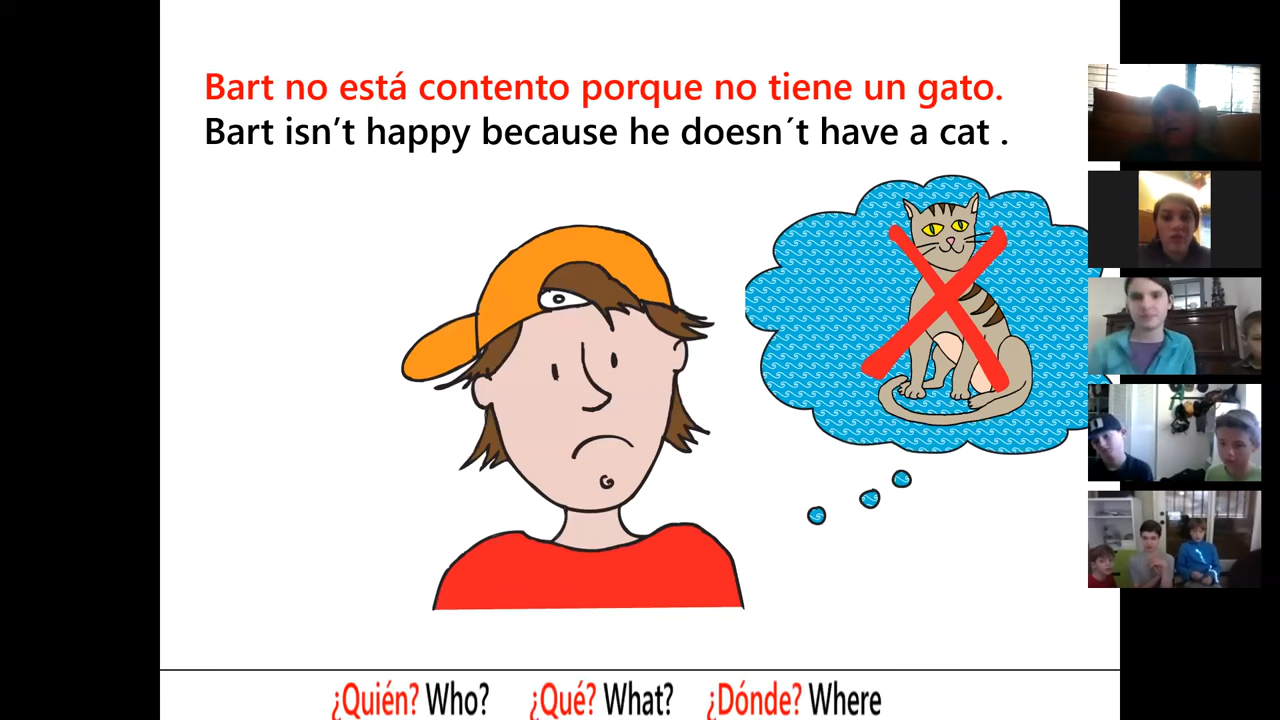 Bart no está contento porque no tiene un gato.
Bart isn’t happy because he doesn´t have a cat .
¿Quién? Who? ¿Qué? What? ¿Dónde? Where